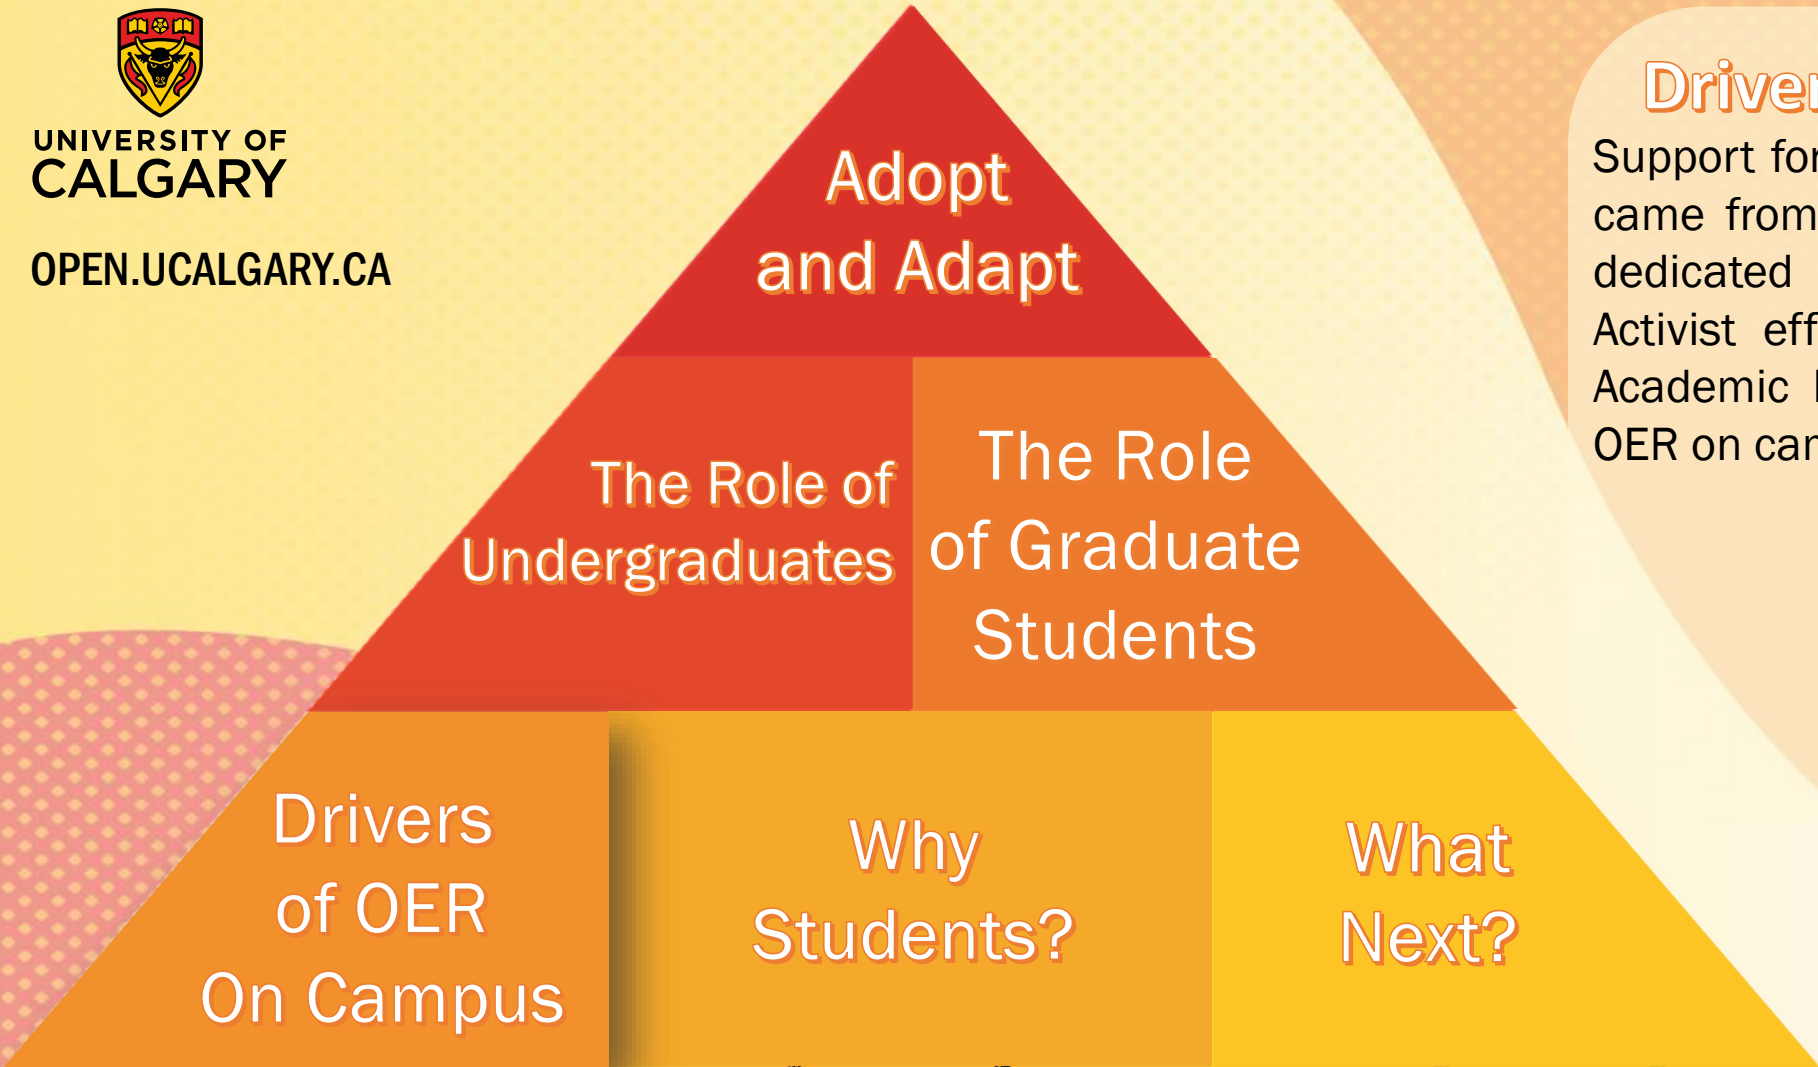 UNIVERSITY OF
CALGARY
OPEN.UCALGARY.CA
Adopt
and Adapt
The Role of
Undergraduates
The Role
of Graduate
Students
Drivers
of OER
On Campus
Why
Students?
What
Next?
Support for
came from
dedicated
Activist
Academic
OER on